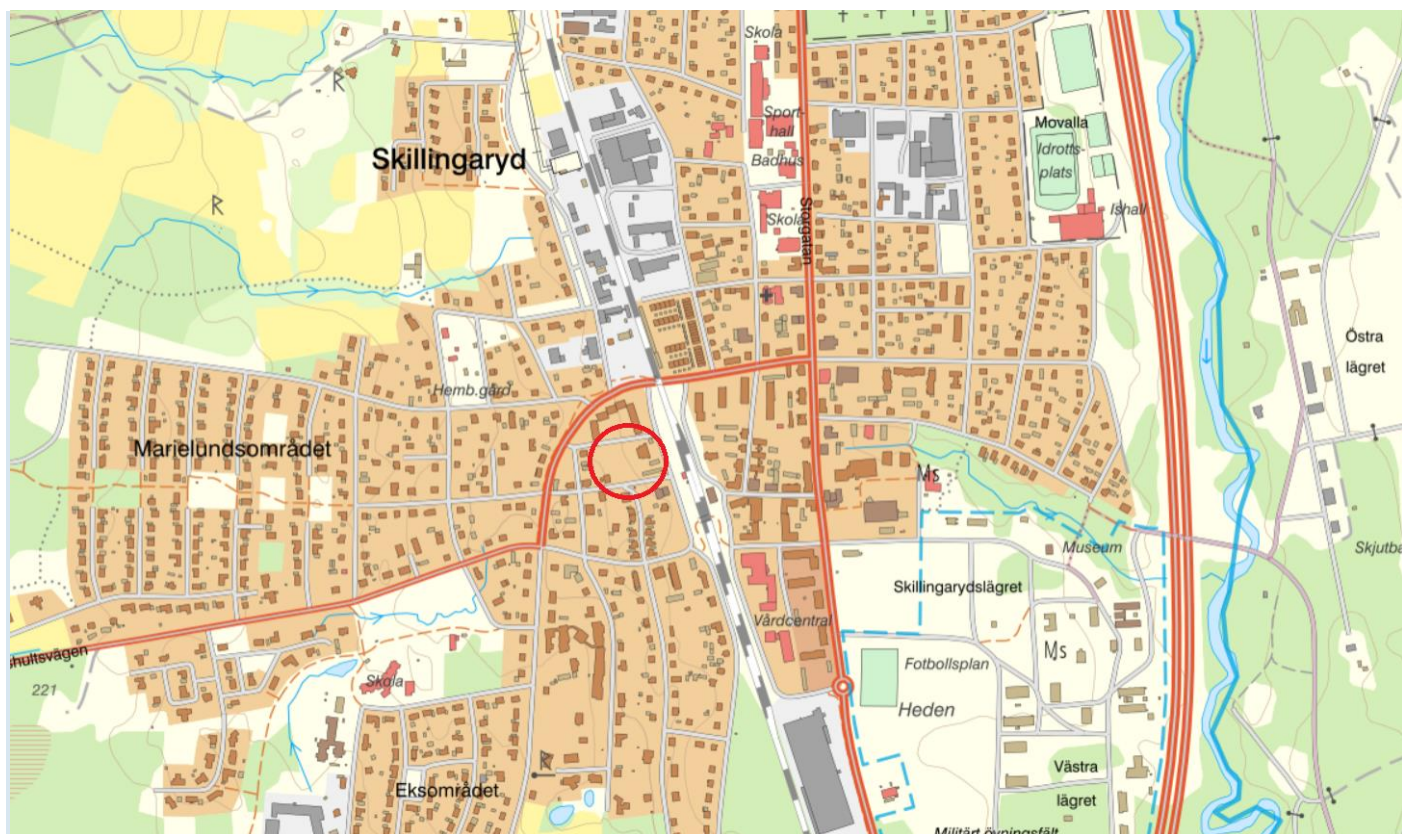 Skola
Sport-
hall
Badhus
Skola
Storgatan
Movalla
Idrotts-
plats
Ishall
Skillingaryd
R
R
Östra
lägret
Hemb.gård
Marielundsområdet
Ms
Museum
Skjutba
Skillingarydslägret
Vårdcentral
Ms
Fotbollsplan
Heden
shultsvägen
221
Skola
R
Eksområdet
Västra
lägret
Militärt övningsfält